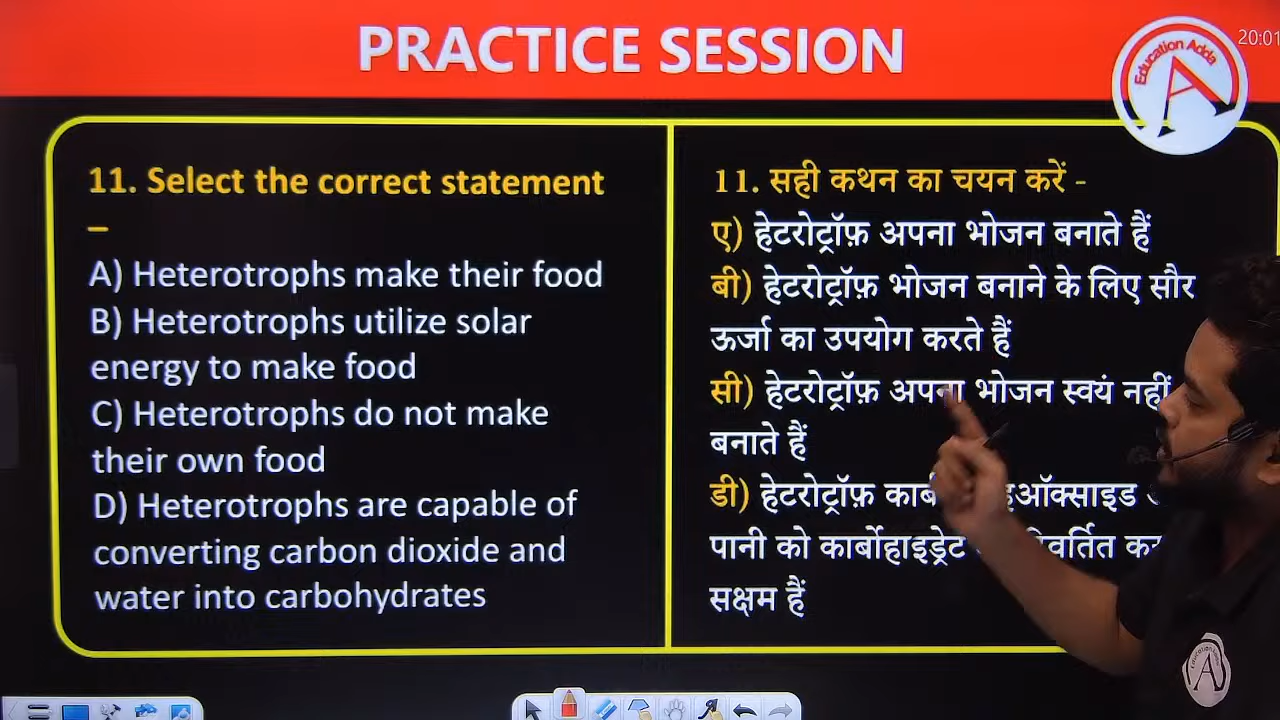 PRACTICE SESSION
Education Adda
A
20:01
11. Select the correct statement
–
A) Heterotrophs make their food
B) Heterotrophs utilize solar
energy to make food
C) Heterotrophs do not make
their own food
D) Heterotrophs are capable of
converting carbon dioxide and
water into carbohydrates
11. सही कथन का चयन करें -
ए) हेटरोट्रॉफ़ अपना भोजन बनाते हैं
बी) हेटरोट्रॉफ़ भोजन बनाने के लिए सौर
ऊर्जा का उपयोग करते हैं
सी) हेटरोट्रॉफ़ अपना भोजन स्वयं नहीं
बनाते हैं
डी) हेटरोट्रॉफ़
पानी को कार्बोहाइड्रेट
सक्षम हैं
A